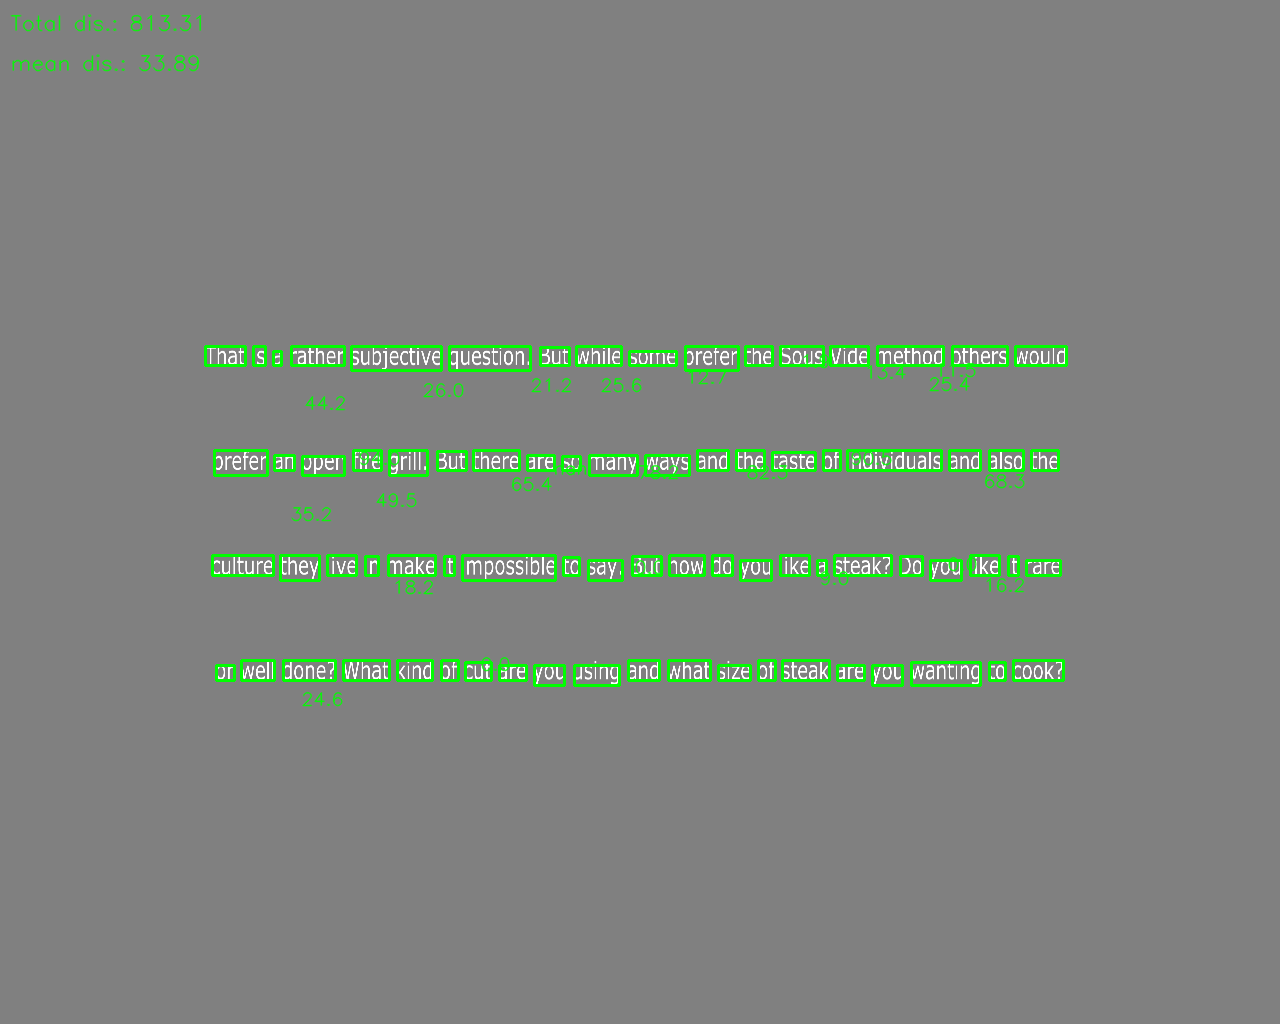 Total dis.: 813.31
mean dis.: 33.89
That is a rather subjective question. But while some prefer the Sous Vide method others would
44.2 26.0 21.2 25.6 12.7 13.4 25.4
prefer an open fire grill. But there are so many ways and the taste of individuals and also the
35.2 49.5 65.4 68.3
culture they live in make it impossible to say. But how do you like a steak? Do you like it rare
18.2 9.6 16.2
or well done? What kind of cut are you using and what size of steak are you wanting to cook?
24.6